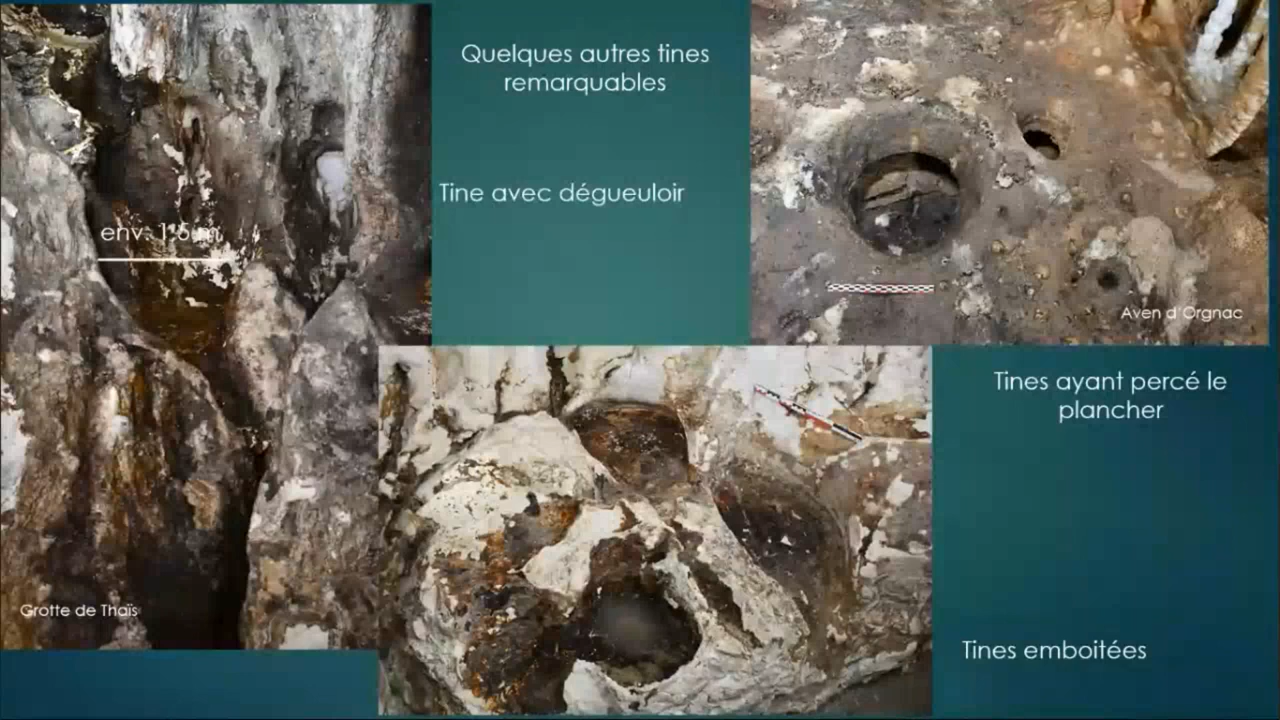 Quelques autres tines
remarquables
Tine avec dégueuloir
env. 1,5 m
Aven d'Orgnac
Tines ayant percé le
plancher
Grotte de Thaïs
Tines emboitées